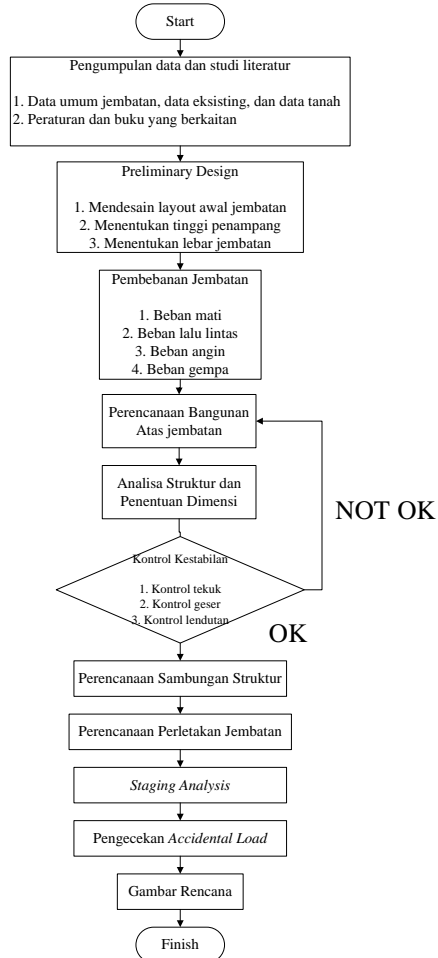 Start
Pengumpulan data dan studi literatur
1. Data umum jembatan, data eksisting, dan data tanah
2. Peraturan dan buku yang berkaitan
Preliminary Design
1. Mendesain layout awal jembatan
2. Menentukan tinggi penampang
3. Menentukan lebar jembatan
Pembebanan Jembatan
1. Beban mati
2. Beban lalu lintas
3. Beban angin
4. Beban gempa
Perencanaan Bangunan
Atas jembatan
Analisa Struktur dan
Penentuan Dimensi
NOT OK
Kontrol Kestabilan
1. Kontrol tekuk
2. Kontrol geser
3. Kontrol lendutan
OK
Perencanaan Sambungan Struktur
Perencanaan Perletakan Jembatan
Staging Analysis
Pengecekan Accidental Load
Gambar Rencana
Finish